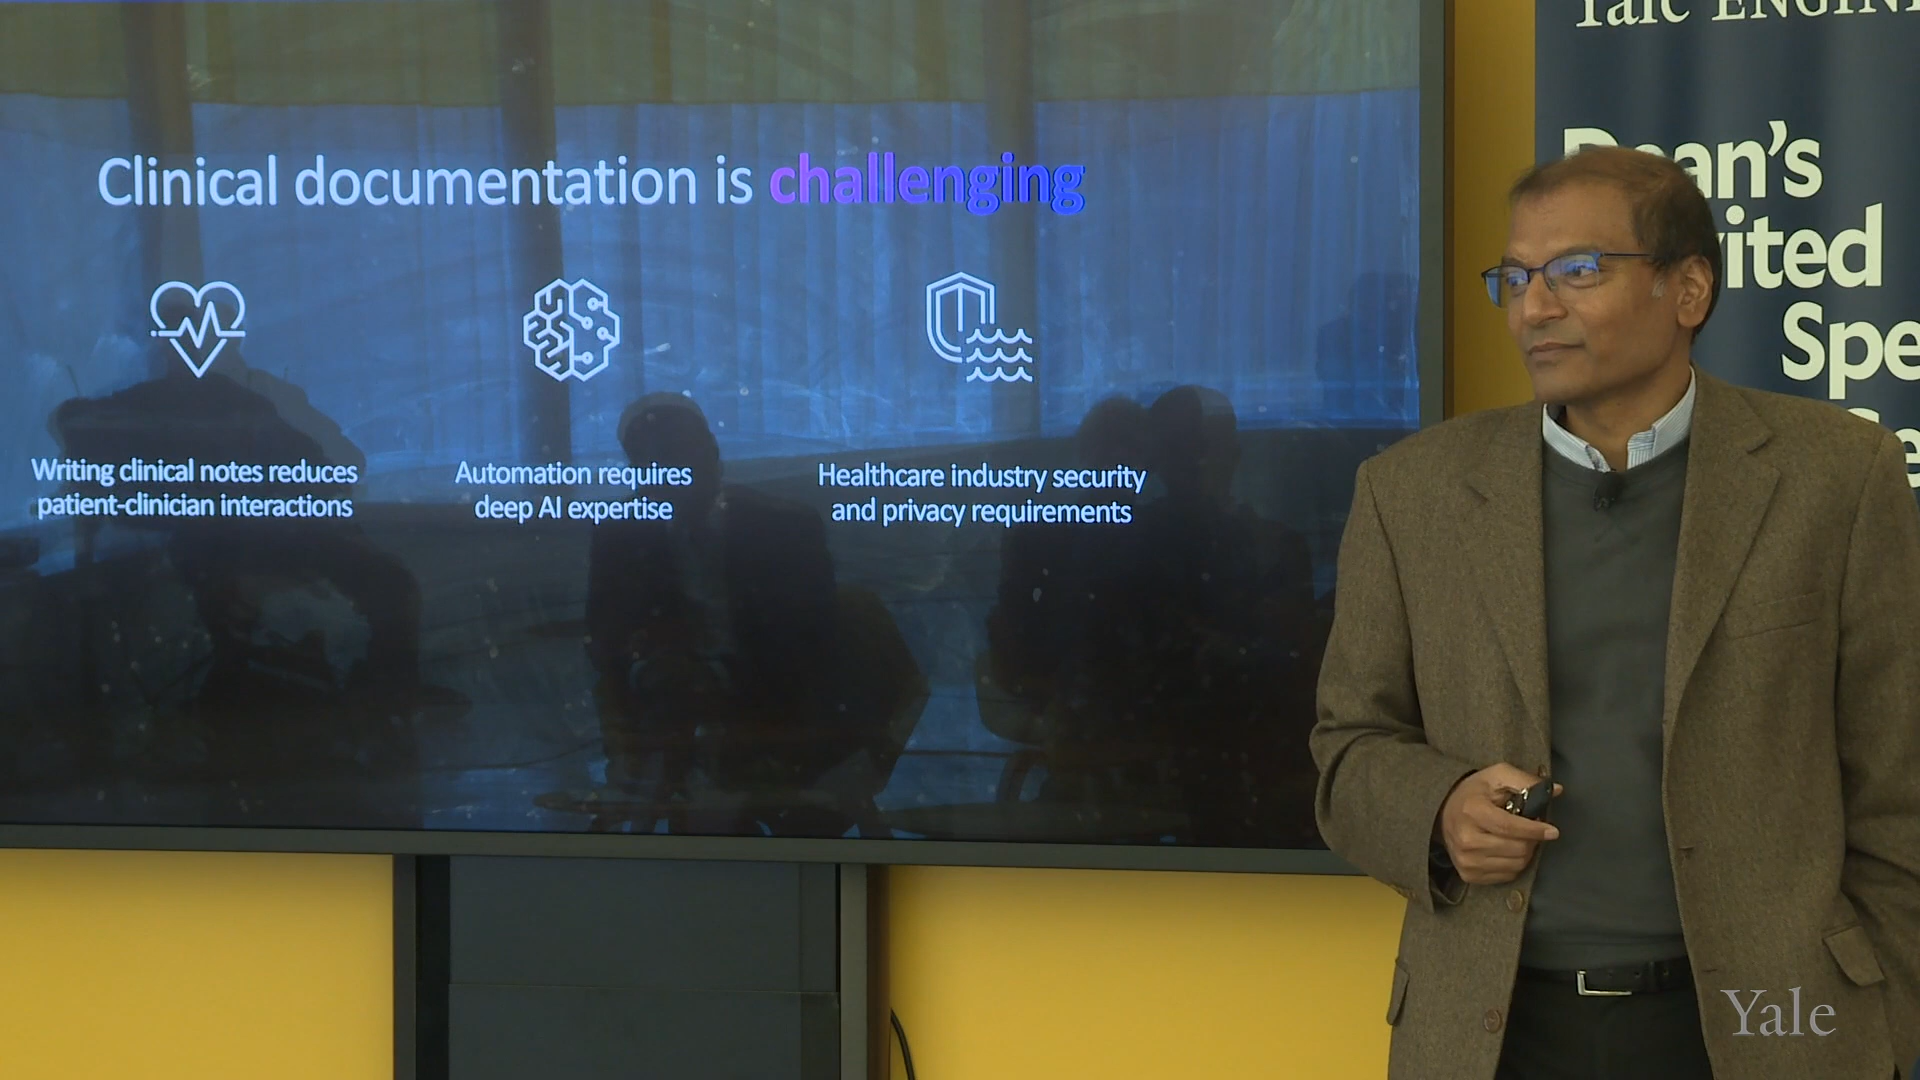 Clinical documentation is challenging
Writing clinical notes reduces
patient-clinician interactions
Automation requires
deep AI expertise
Healthcare industry security
and privacy requirements
Yale
Yale